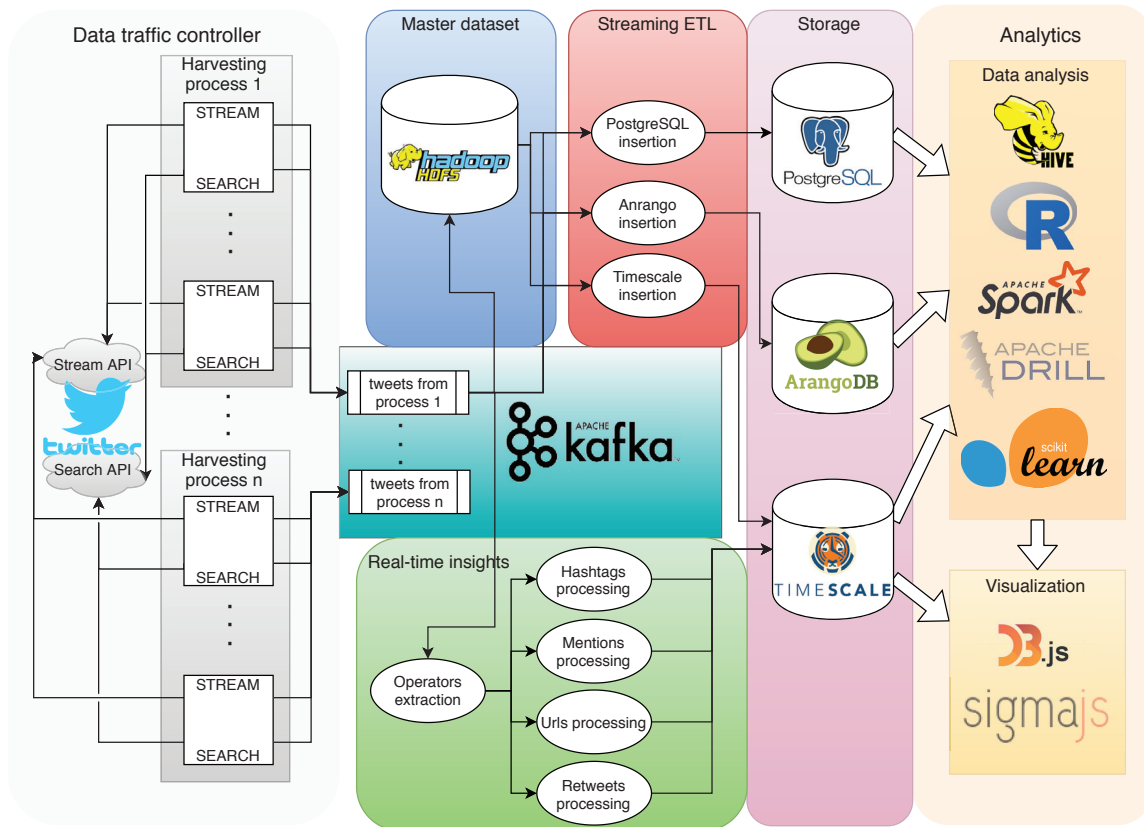 Data traffic controller
Harvesting
process 1
STREAM
SEARCH
STREAM
SEARCH
Stream API
twitter
Search API
Harvesting
process n
STREAM
SEARCH
STREAM
SEARCH
Master dataset
hadoop
HDFS
Streaming ETL
PostgreSQL
insertion
Anrango
insertion
Timescale
insertion
tweets from
process 1
tweets from
process n
APACHE
kafka
Real-time insights
Operators
extraction
Hashtags
processing
Mentions
processing
Urls processing
Retweets
processing
Storage
PostgreSQL
ArangoDB
TIMESCALE
Analytics
Data analysis
HIVE
R
APACHE
Spark
APACHE
DRILL
scikit
learn
Visualization
D3.js
sigmajs